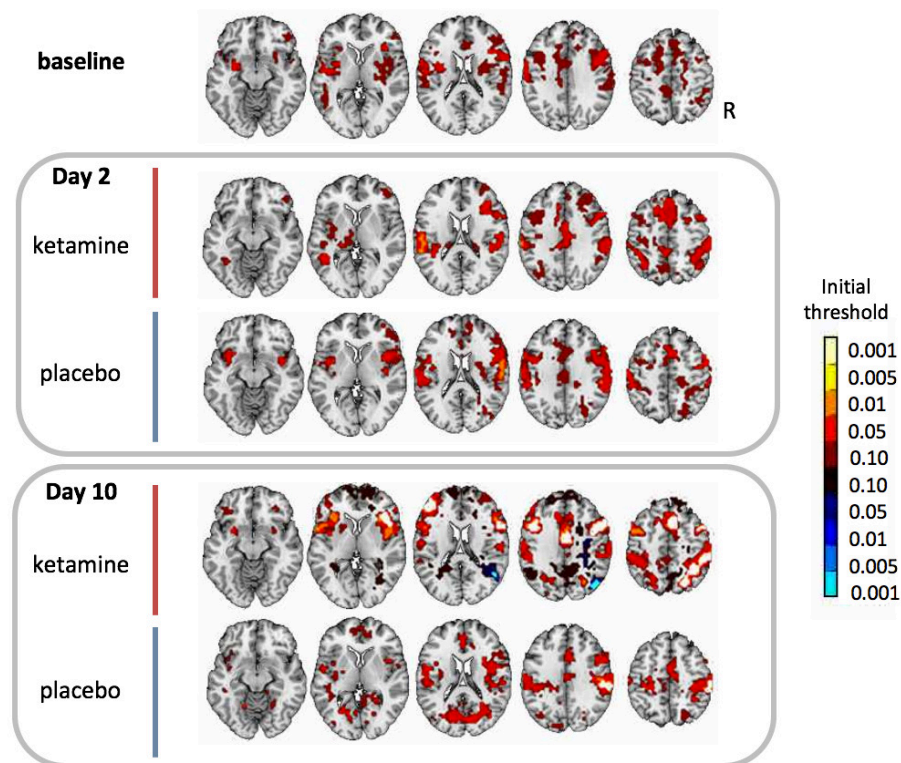 baseline
R
Day 2
ketamine
placebo
Day 10
ketamine
placebo
Initial
threshold
0.001
0.005
0.01
0.05
0.10
0.10
0.05
0.01
0.005
0.001